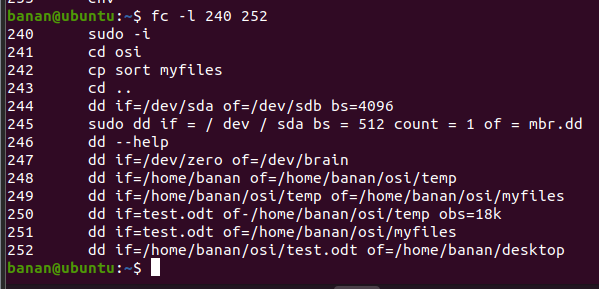 banan@ubuntu:~$ fc -l 240 252
240 sudo -i
241 cd osi
242 cp sort myfiles
243 cd ..
244 dd if=/dev/sda of=/dev/sdb bs=4096
245 sudo dd if = / dev / sda bs = 512 count = 1 of = mbr.dd
246 dd --help
247 dd if=/dev/zero of=/dev/brain
248 dd if=/home/banan of=/home/banan/osi/temp
249 dd if=/home/banan/osi/temp of=/home/banan/osi/myfiles
250 dd if=test.odt of-/home/banan/osi/temp obs=18k
251 dd if=test.odt of=/home/banan/osi/myfiles
252 dd if=/home/banan/osi/test.odt of=/home/banan/desktop
banan@ubuntu:~$